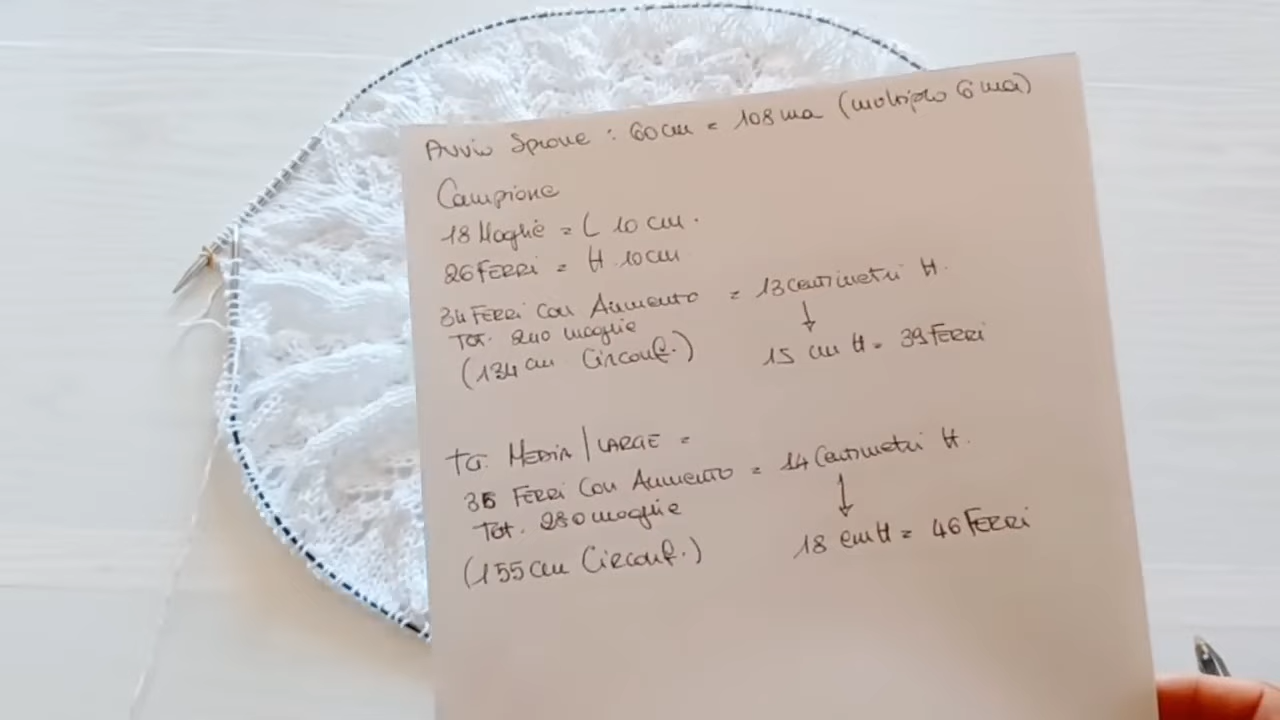 Avvio Sprone : 60 cm = 108 ma (multiplo 6 ma)
Campione
18 Maglie = L 10 cm.
26 FERRI = H 10 cm
34 FERRI con Aumento = 13 centimetri H.
Tot. 240 maglie
(134 cm Circonf.)
↓
15 cm H = 39 FERRI
TG. MEDIA / LARGE =
36 FERRI con Aumento = 14 Centimetri H.
Tot. 280 maglie
(155 cm Circonf.)
↓
18 cm H = 46 FERRI